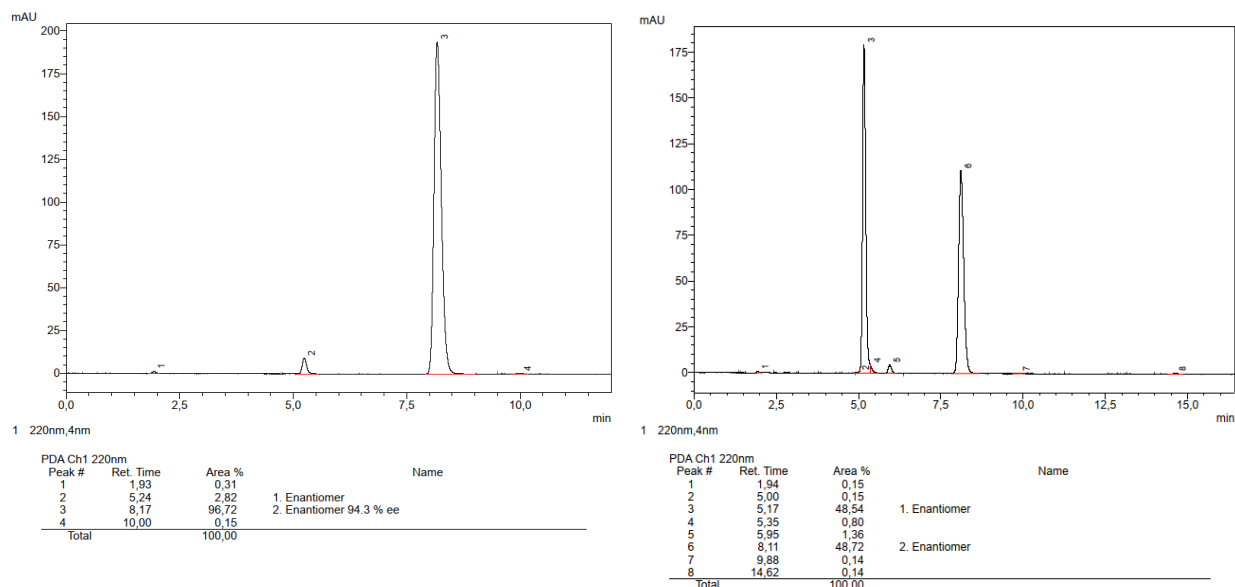 mAU
200
175
150
125
100
75
50
25
0
1
2
3
4
0,0 2,5 5,0 7,5 10,0
min
1 220nm,4nm
PDA Ch1 220nm
Peak # Ret. Time Area % Name
1 1,93 0,31
2 5,24 2,82 1. Enantiomer
3 8,17 96,72 2. Enantiomer 94.3 % ee
4 10,00 0,15
Total 100,00
mAU
175
150
125
100
75
50
25
0
1
2
3
4
5
6
7
8
0,0 2,5 5,0 7,5 10,0 12,5 15,0
min
1 220nm,4nm
PDA Ch1 220nm
Peak # Ret. Time Area % Name
1 1,94 0,15
2 5,00 0,15
3 5,17 48,54 1. Enantiomer
4 5,35 0,80
5 5,95 1,36
6 8,11 48,72 2. Enantiomer
7 9,88 0,14
8 14,62 0,14
Total 100,00